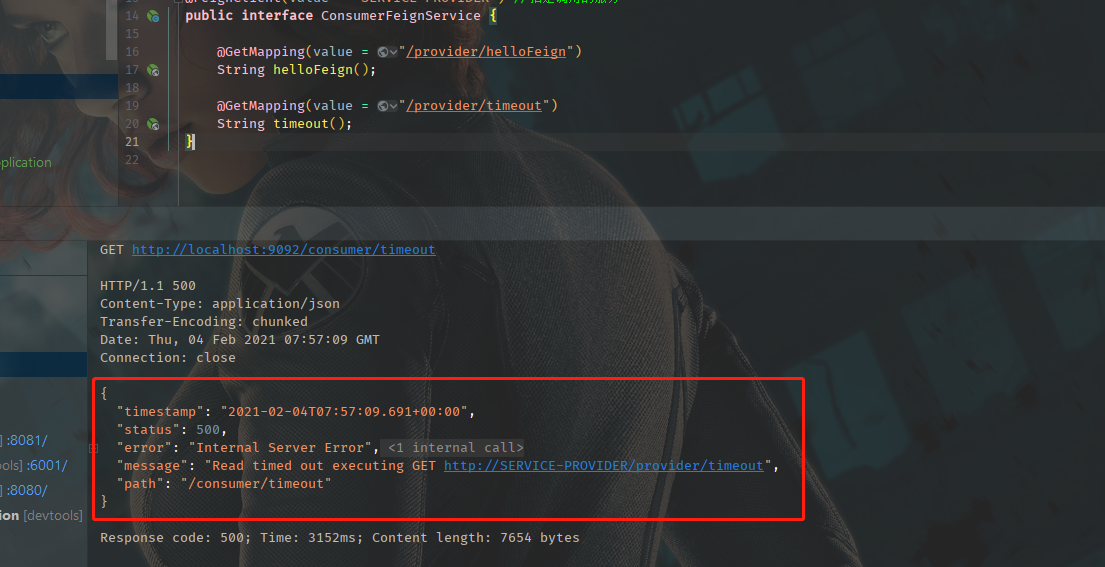 public interface ConsumerFeignService {
14
15
16
@GetMapping(value = "/provider/helloFeign")
17
String helloFeign();
18
19
@GetMapping(value = "/provider/timeout")
20
String timeout();
21
}
22
plication
GET http://localhost:9092/consumer/timeout
HTTP/1.1 500
Content-Type: application/json
Transfer-Encoding: chunked
Date: Thu, 04 Feb 2021 07:57:09 GMT
Connection: close
{
"timestamp": "2021-02-04T07:57:09.691+00:00",
"status": 500,
"error": "Internal Server Error", <1 internal call>
"message": "Read timed out executing GET http://SERVICE-PROVIDER/provider/timeout",
"path": "/consumer/timeout"
}
] :8081/
ools] :6001/
] :8080/
ion [devtools]
Response code: 500; Time: 3152ms; Content length: 7654 bytes